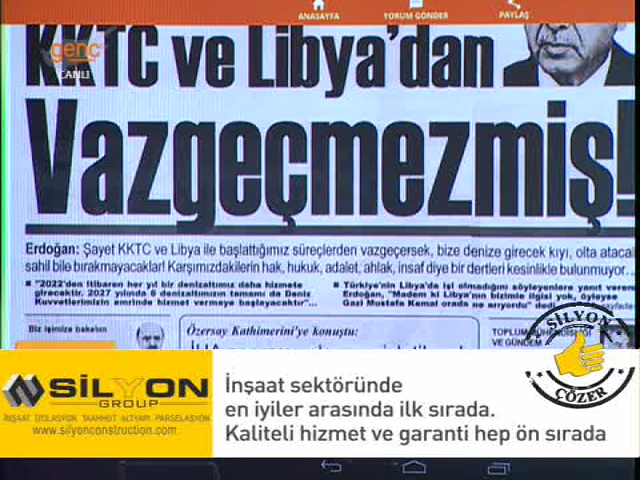 ANASAYFA
YORUM GÖNDER
PAYLAŞ
genc
CANLI
KKTC ve Libya'dan
Vazgeçmezmiş!
Erdoğan: Şayet KKTC ve Libya ile başlattığımız süreçlerden vazgeçersek, bize denize girecek kıyı, olta atacak
sahil bile bırakmayacaklar! Karşımızdakilerin hak, hukuk, adalet, ahlak, insaf diye bir dertleri kesinlikle bulunmuyor...
"2022'den itibaren her yıl bir denizaltımız daha hizmete
girecektir. 2027 yılında 6 denizaltımızın tamamı da Deniz
Kuvvetlerimizin emrinde hizmet vermeye başlayacaktır"...
Türkiye'nin Libya'da işi olmadığını söyleyenlere yanıt veren
Erdoğan, "Madem ki Libya'nın bizimle ilgisi yok, öyleyse
Gazi Mustafa Kemal orada ne arıyordu" dedi
Biz işimize bakalım
Özersay Kathimerini'ye konuştu:
TOPLUM
VE GÜNDEM
SİLYON
ÇÖZER
SİLYON
GROUP
İNŞAAT İZOLASYON TAAHHÜT ALTYAPI PARSELASYON
www.silyonconstruction.com
İnşaat sektöründe
en iyiler arasında ilk sırada.
Kaliteli hizmet ve garanti hep ön sırada